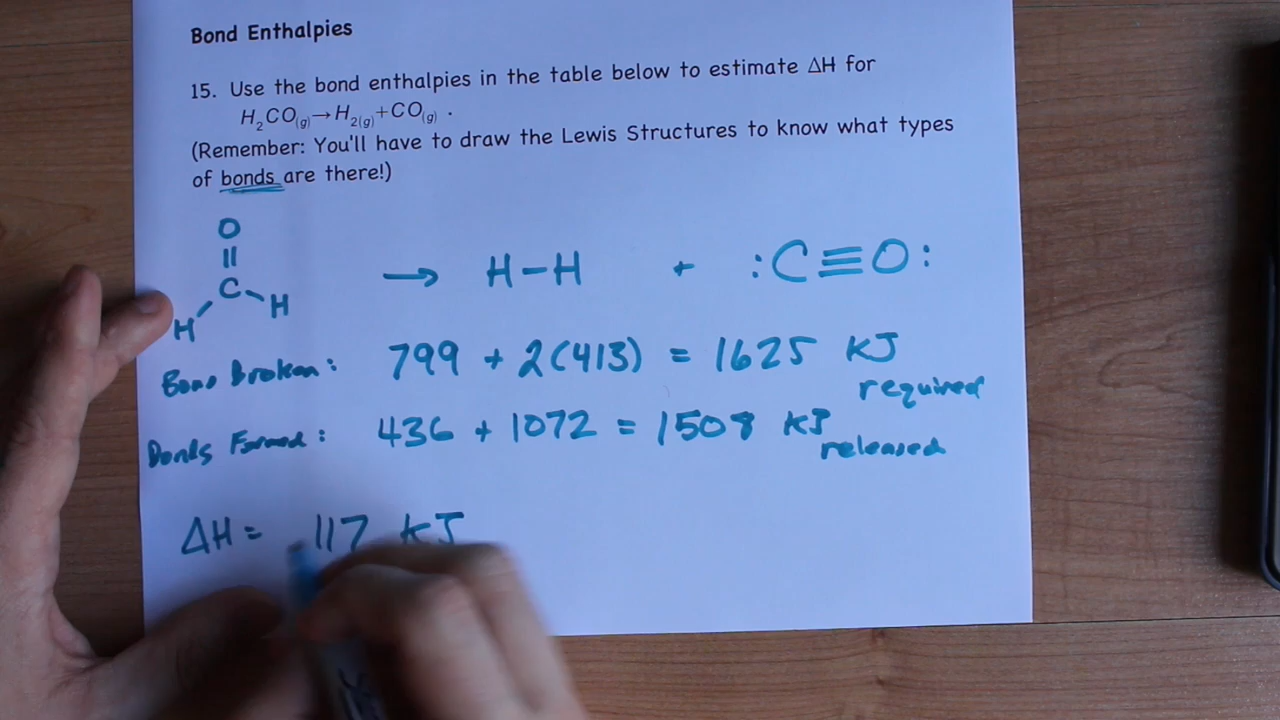 Bond Enthalpies
15. Use the bond enthalpies in the table below to estimate ΔH for
H₂CO(g)→H₂(g)+CO(g) .
(Remember: You'll have to draw the Lewis Structures to know what types
of bonds are there!)
O
||
C
H H
→ H-H + :C≡O:
Bond Broken: 799 + 2(413) = 1625 KJ
required
Bonds Formed: 436 + 1072 = 1508 KJ
released
ΔH = 117 KJ